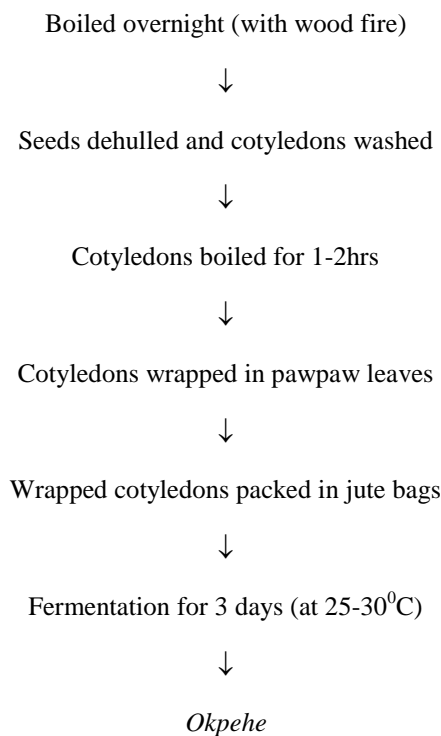 Boiled overnight (with wood fire)
↓
Seeds dehulled and cotyledons washed
↓
Cotyledons boiled for 1-2hrs
↓
Cotyledons wrapped in pawpaw leaves
↓
Wrapped cotyledons packed in jute bags
↓
Fermentation for 3 days (at 25-30⁰C)
↓
Okpehe